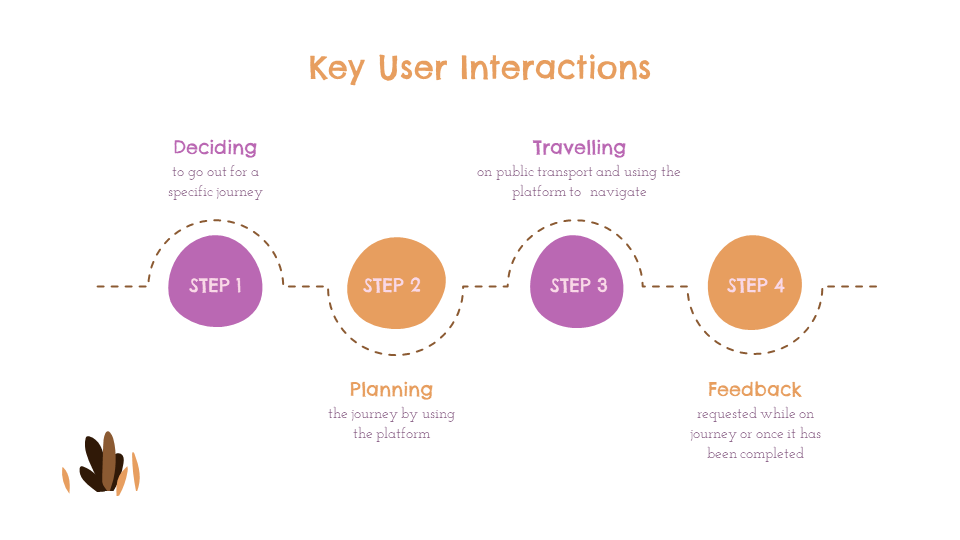 Key User Interactions
Deciding
to go out for a
specific journey
Travelling
on public transport and using the
platform to navigate
STEP 1
STEP 2
STEP 3
STEP 4
Planning
the journey by using
the platform
Feedback
requested while on
journey or once it has
been completed